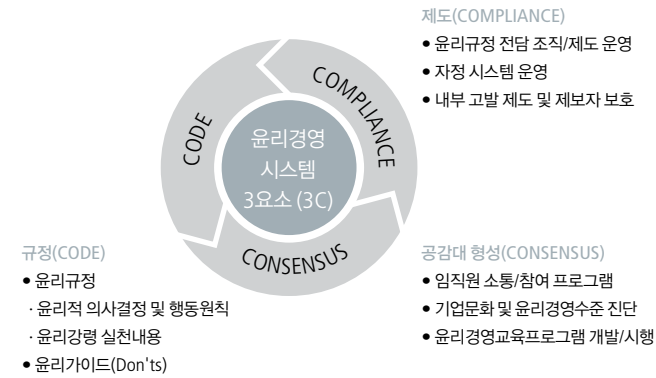 제도(COMPLIANCE)
● 윤리규정 전담 조직/제도 운영
● 자정 시스템 운영
● 내부 고발 제도 및 제보자 보호
COMPLIANCE
CODE
윤리경영
시스템
3요소 (3C)
CONSENSUS
규정(CODE)
● 윤리규정
· 윤리적 의사결정 및 행동원칙
· 윤리강령 실천내용
● 윤리가이드(Don'ts)
공감대 형성(CONSENSUS)
● 임직원 소통/참여 프로그램
● 기업문화 및 윤리경영수준 진단
● 윤리경영교육프로그램 개발/시행